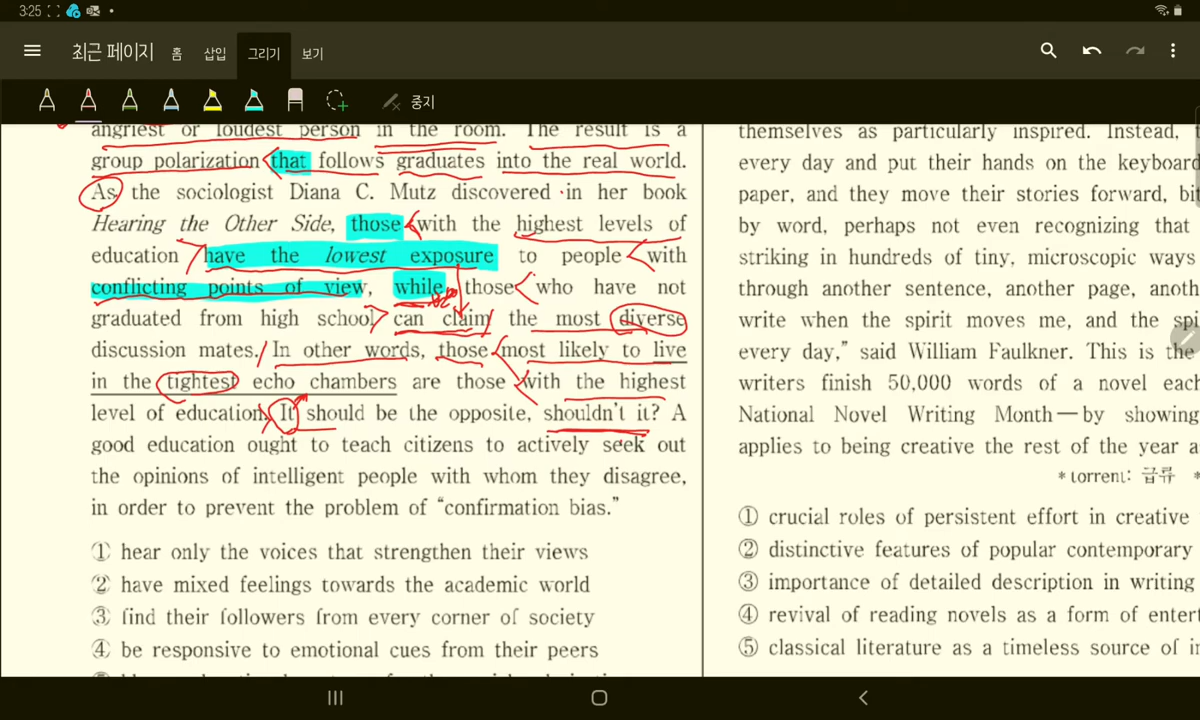 3:25
최근 페이지 홈 삽입 그리기 보기
중지
angriest or loudest person in the room. The result is a
group polarization that follows graduates into the real world.
As the sociologist Diana C. Mutz discovered in her book
Hearing the Other Side, those with the highest levels of
education have the lowest exposure to people with
conflicting points of view, while those who have not
graduated from high school can claim the most diverse
discussion mates. In other words, those most likely to live
in the tightest echo chambers are those with the highest
level of education. It should be the opposite, shouldn't it? A
good education ought to teach citizens to actively seek out
the opinions of intelligent people with whom they disagree,
in order to prevent the problem of “confirmation bias.”
① hear only the voices that strengthen their views
② have mixed feelings towards the academic world
③ find their followers from every corner of society
④ be responsive to emotional cues from their peers
themselves as particularly inspired. Instead,
every day and put their hands on the keyboard
paper, and they move their stories forward, bit
by word, perhaps not even recognizing that
striking in hundreds of tiny, microscopic ways
through another sentence, another page, anoth
write when the spirit moves me, and the spi
every day,” said William Faulkner. This is the
writers finish 50,000 words of a novel each
National Novel Writing Month—by showing
applies to being creative the rest of the year a
* torrent: 급류 *
① crucial roles of persistent effort in creative
② distinctive features of popular contemporary
③ importance of detailed description in writing
④ revival of reading novels as a form of enter
⑤ classical literature as a timeless source of in